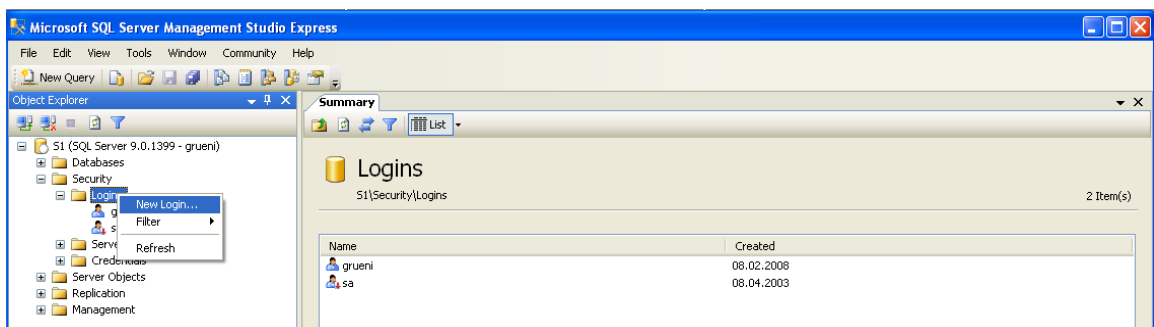 Microsoft SQL Server Management Studio Express
File Edit View Tools Window Community Help
New Query
Object Explorer
Summary
List
S1 (SQL Server 9.0.1399 - grueni)
Databases
Security
New Login...
Filter
Refresh
Server Objects
Replication
Management
Logins
S1\Security\Logins
2 Item(s)
Name Created
grueni 08.02.2008
sa 08.04.2003